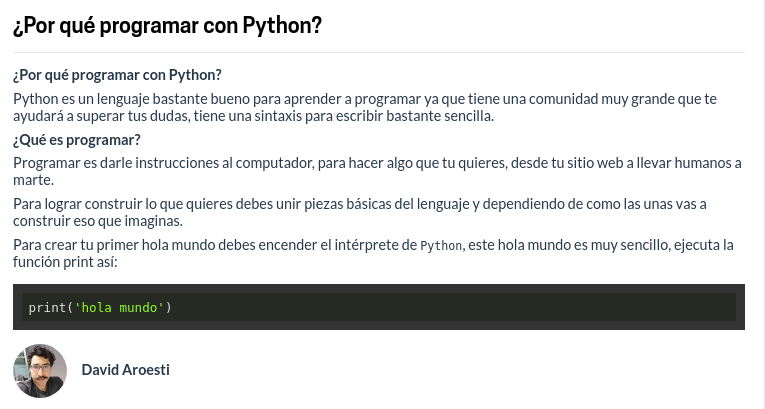 ¿Por qué programar con Python?
¿Por qué programar con Python?
Python es un lenguaje bastante bueno para aprender a programar ya que tiene una comunidad muy grande que te
ayudará a superar tus dudas, tiene una sintaxis para escribir bastante sencilla.
¿Qué es programar?
Programar es darle instrucciones al computador, para hacer algo que tu quieres, desde tu sitio web a llevar humanos a
marte.
Para lograr construir lo que quieres debes unir piezas básicas del lenguaje y dependiendo de como las unas vas a
construir eso que imaginas.
Para crear tu primer hola mundo debes encender el intérprete de Python, este hola mundo es muy sencillo, ejecuta la
función print así:
print('hola mundo')
David Aroesti